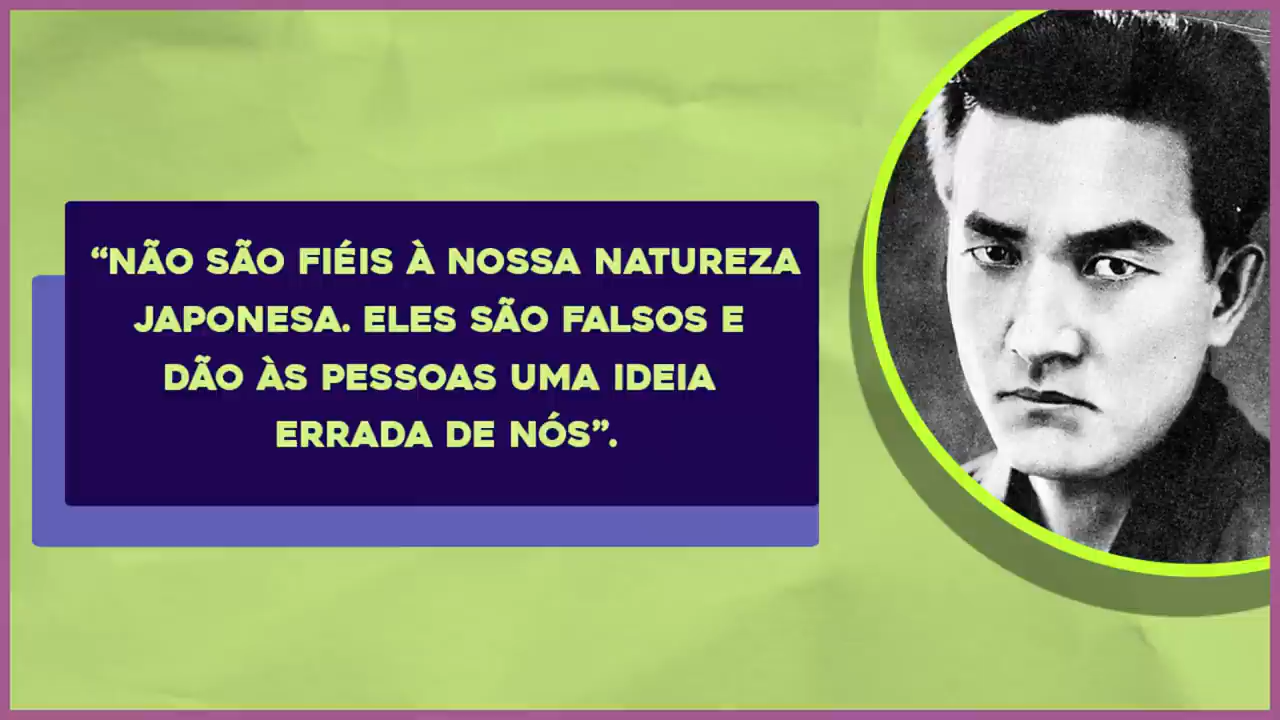 “NÃO SÃO FIÉIS À NOSSA NATUREZA
JAPONESA. ELES SÃO FALSOS E
DÃO ÀS PESSOAS UMA IDEIA
ERRADA DE NÓS”.